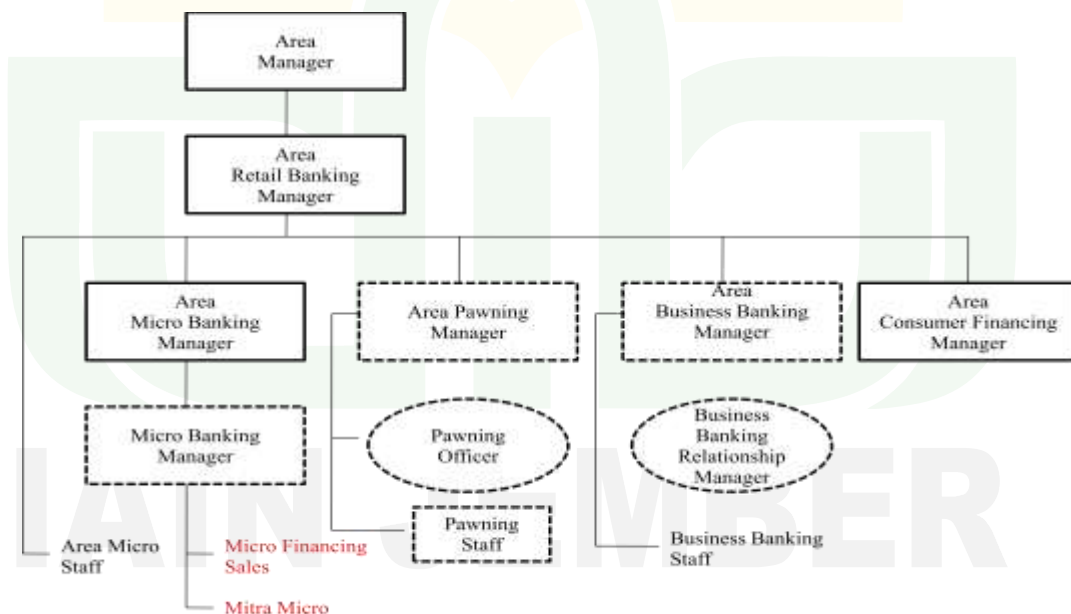 Area
Manager
Area
Retail Banking
Manager
Area
Micro Banking
Manager
Area Pawning
Manager
Area
Business Banking
Manager
Area
Consumer Financing
Manager
Micro Banking
Manager
Pawning
Officer
Business
Banking
Relationship
Manager
Area Micro
Staff
Micro Financing
Sales
Pawning
Staff
Business Banking
Staff
Mitra Micro
IAIN JEMBER